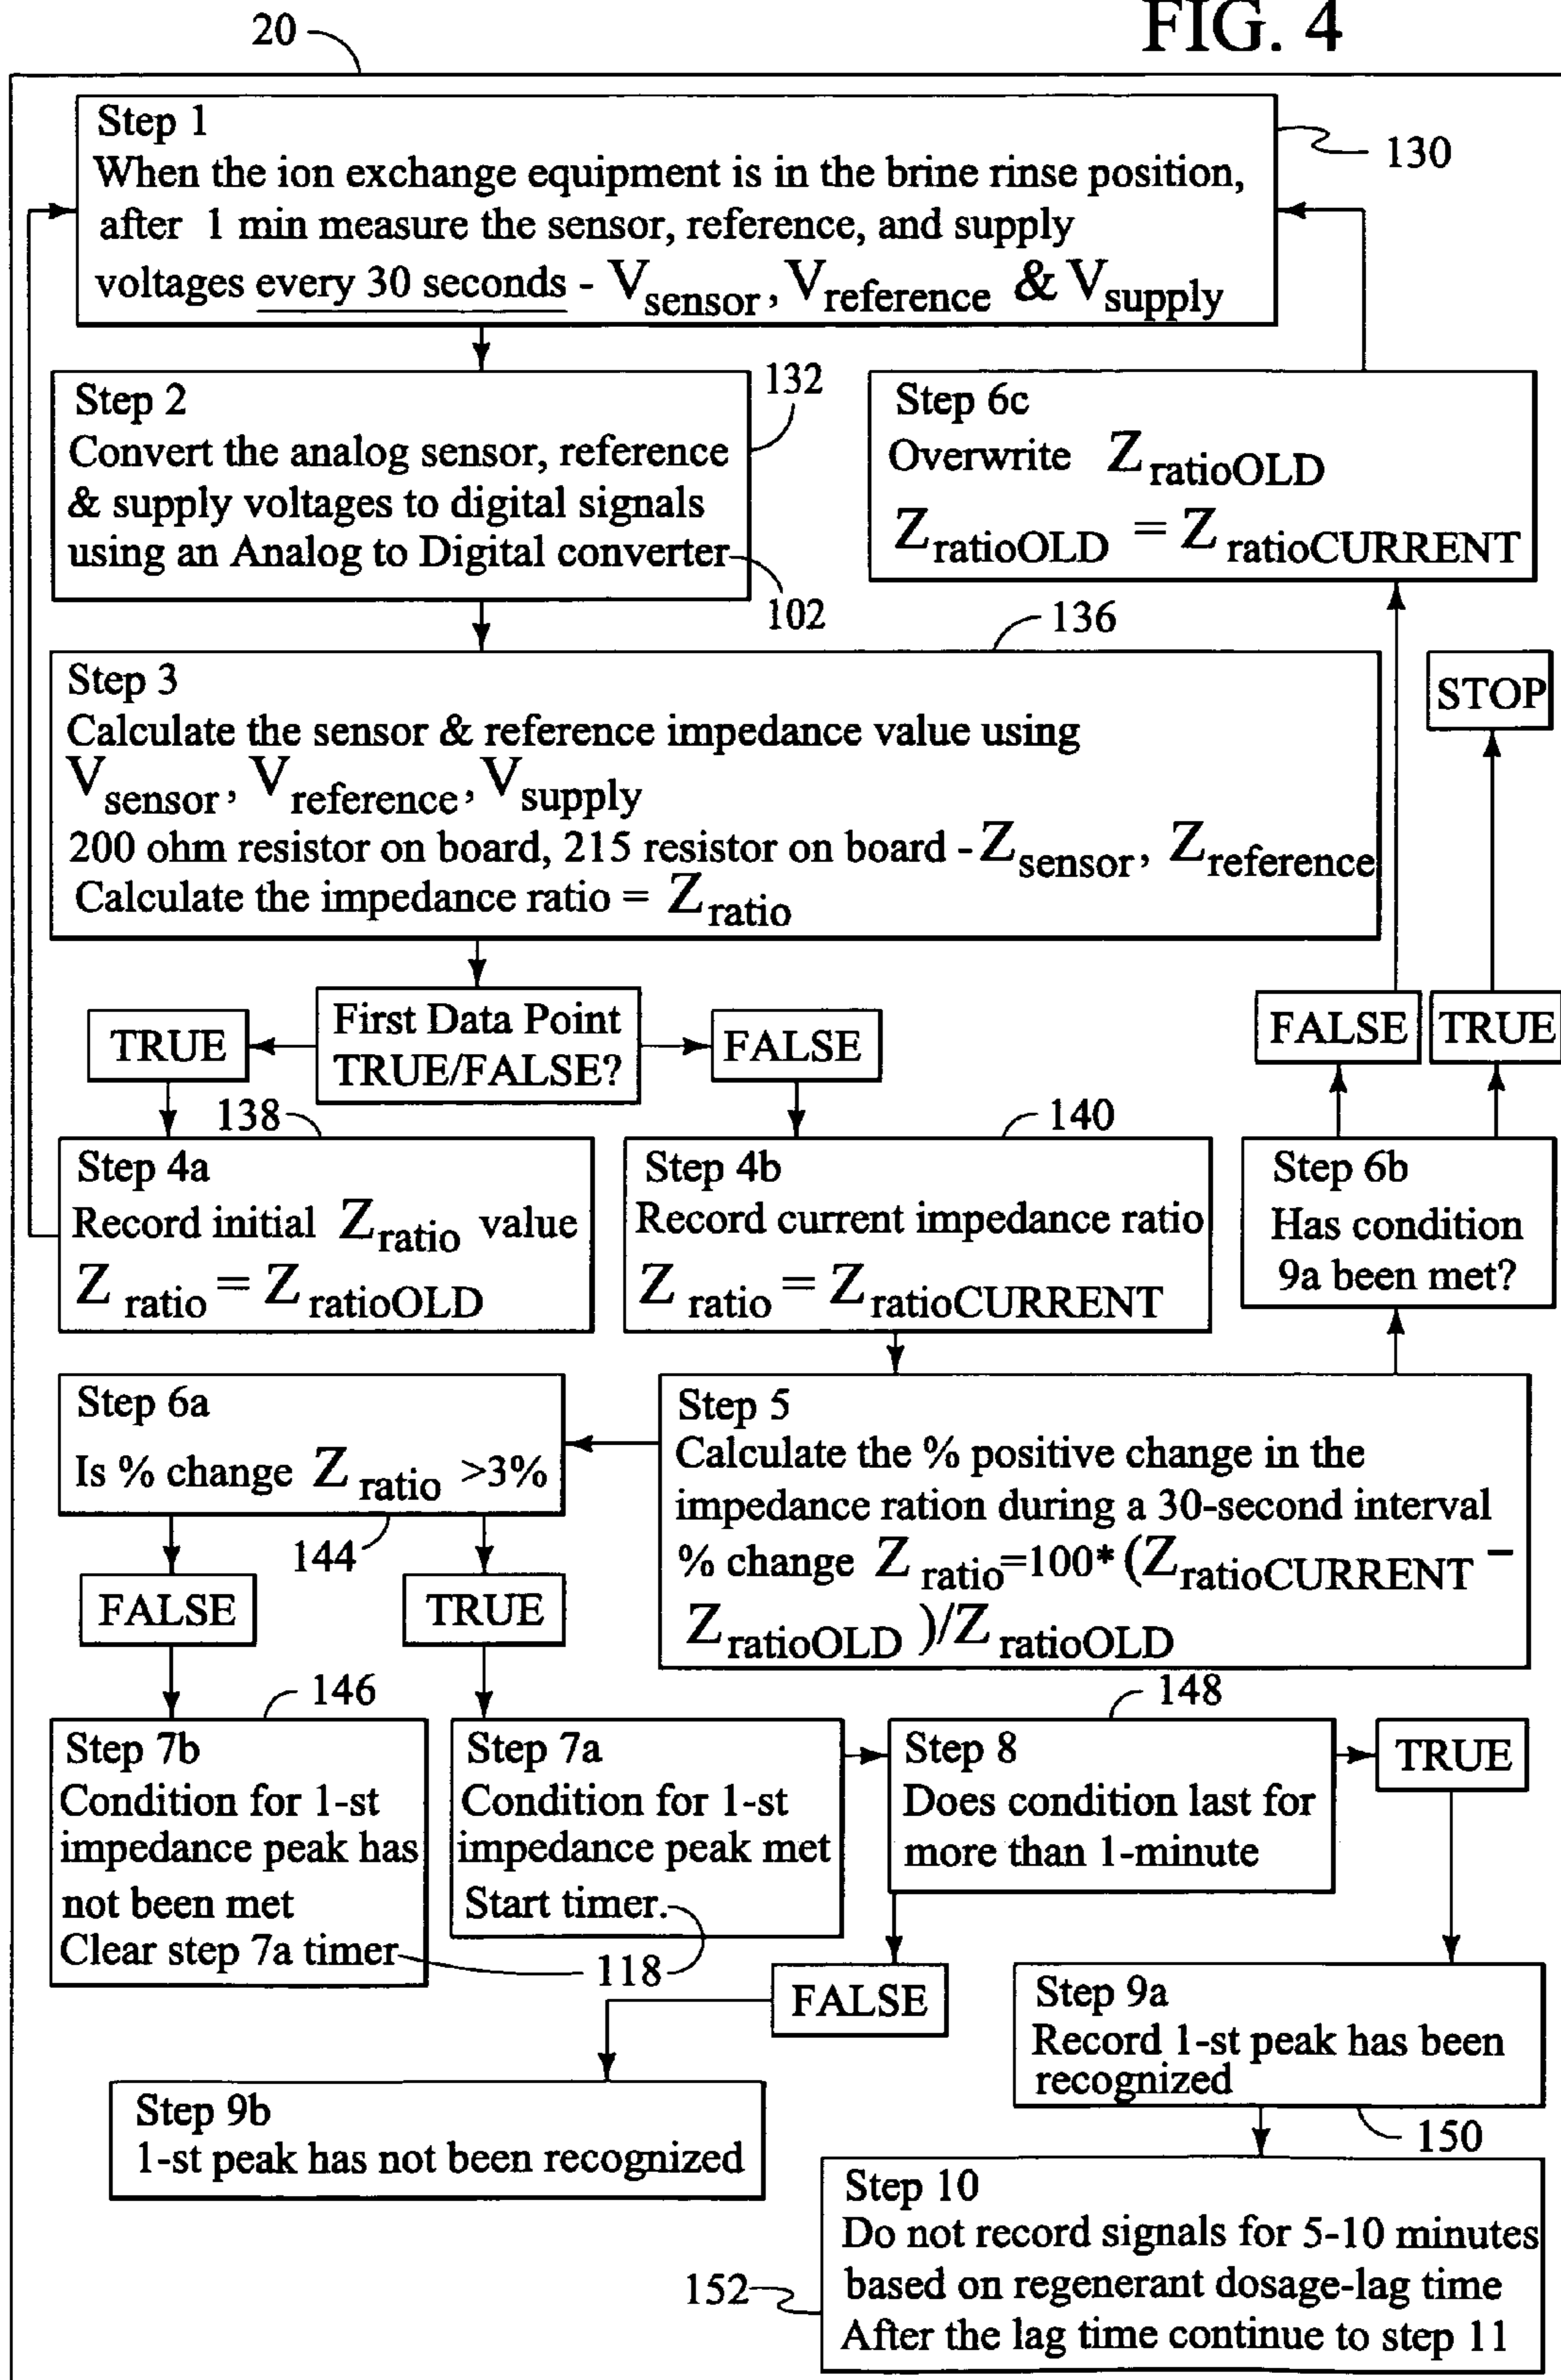 FIG. 4
20
Step 1
When the ion exchange equipment is in the brine rinse position,
after 1 min measure the sensor, reference, and supply
voltages every 30 seconds - Vsensor, Vreference & Vsupply
130
Step 2
Convert the analog sensor, reference
& supply voltages to digital signals
using an Analog to Digital converter
132
102
Step 6c
Overwrite ZratioOLD
ZratioOLD = ZratioCURRENT
136
Step 3
Calculate the sensor & reference impedance value using
Vsensor, Vreference, Vsupply
200 ohm resistor on board, 215 resistor on board - Zsensor, Zreference
Calculate the impedance ratio = Zratio
STOP
First Data Point
TRUE/FALSE?
TRUE
FALSE
FALSE
TRUE
138
Step 4a
Record initial Zratio value
Zratio = ZratioOLD
140
Step 4b
Record current impedance ratio
Zratio = ZratioCURRENT
Step 6b
Has condition
9a been met?
Step 6a
Is % change Zratio >3%
144
Step 5
Calculate the % positive change in the
impedance ration during a 30-second interval
% change Zratio=100*(ZratioCURRENT -
ZratioOLD)/ZratioOLD
FALSE
TRUE
146
Step 7b
Condition for 1-st
impedance peak has
not been met
Clear step 7a timer
Step 7a
Condition for 1-st
impedance peak met
Start timer.
118
148
Step 8
Does condition last for
more than 1-minute
TRUE
FALSE
Step 9a
Record 1-st peak has been
recognized
150
Step 9b
1-st peak has not been recognized
Step 10
Do not record signals for 5-10 minutes
based on regenerant dosage-lag time
After the lag time continue to step 11
152